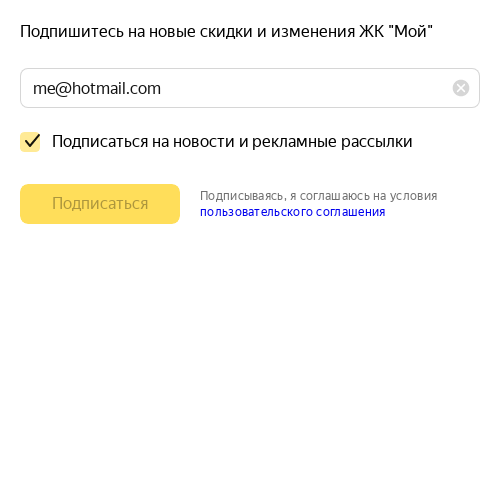 Подпишитесь на новые скидки и изменения ЖК "Мой"
me@hotmail.com
Подписаться на новости и рекламные рассылки
Подписаться
Подписываясь, я соглашаюсь на условия
пользовательского соглашения